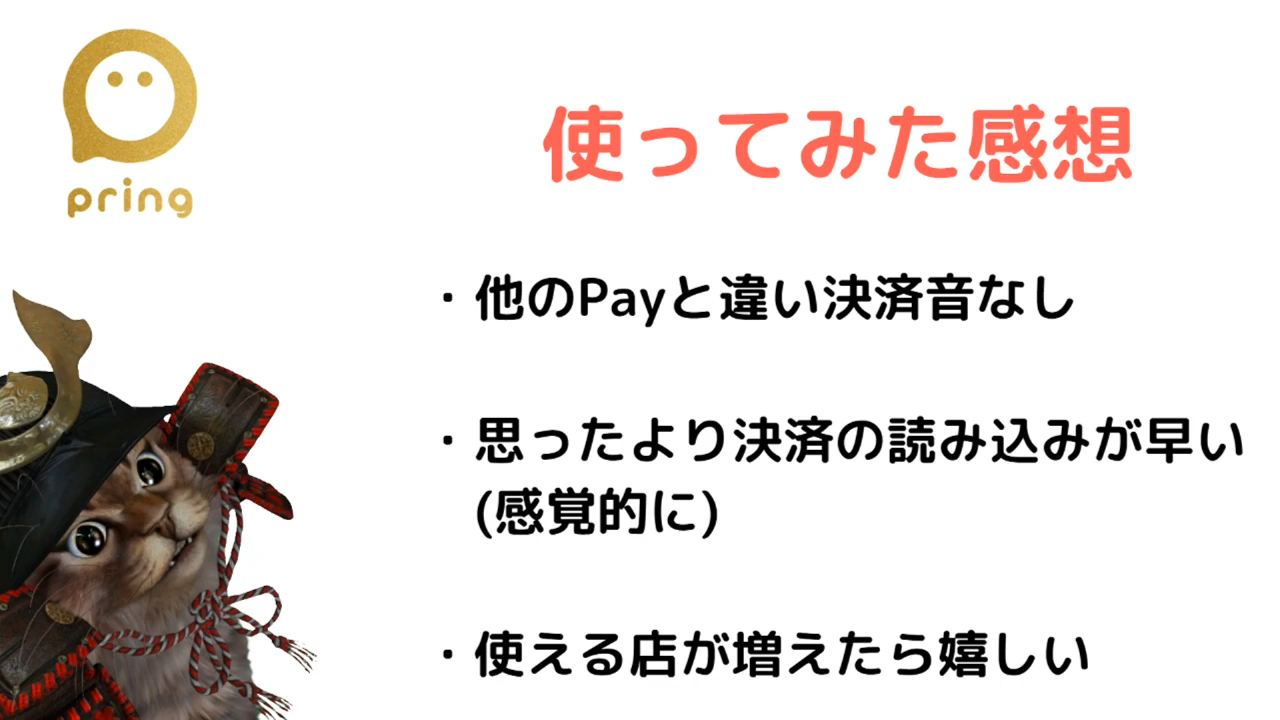 pring
使ってみた感想
・他のPayと違い決済音なし
・思ったより決済の読み込みが早い
(感覚的に)
・使える店が増えたら嬉しい